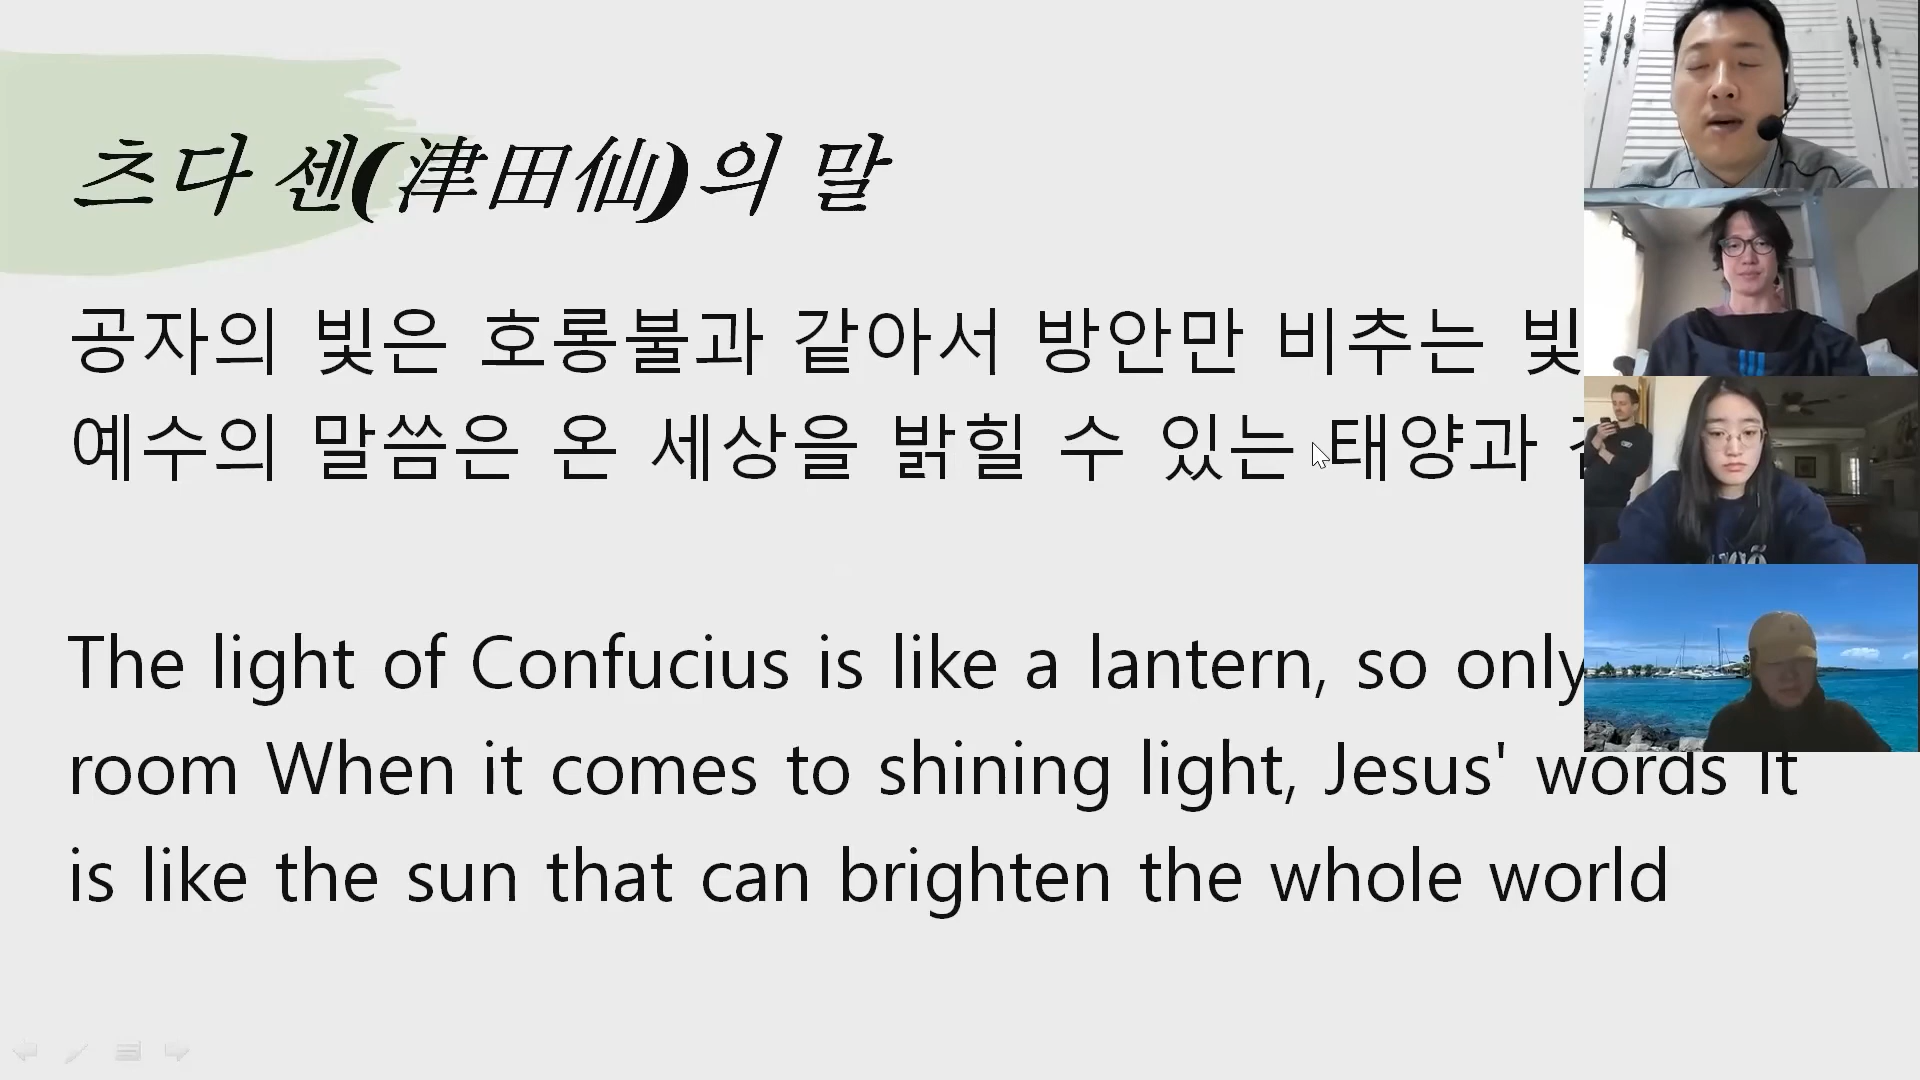 츠다 센(津田仙)의 말
공자의 빛은 호롱불과 같아서 방안만 비추는
예수의 말씀은 온 세상을 밝힐 수 있는 태양과
The light of Confucius is like a lantern, so only
room When it comes to shining light, Jesus' words It
is like the sun that can brighten the whole world